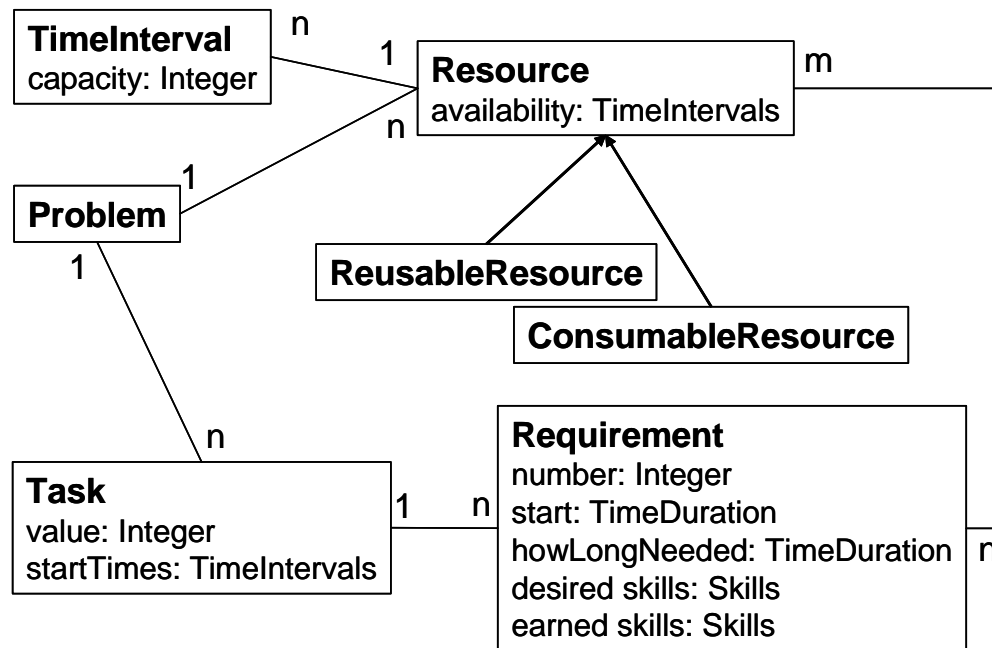 TimeInterval
capacity: Integer
n
1
Resource
availability: TimeIntervals
m
n
1
Problem
1
ReusableResource
ConsumableResource
n
Task
value: Integer
startTimes: TimeIntervals
1
n
Requirement
number: Integer
start: TimeDuration
howLongNeeded: TimeDuration
desired skills: Skills
earned skills: Skills
n